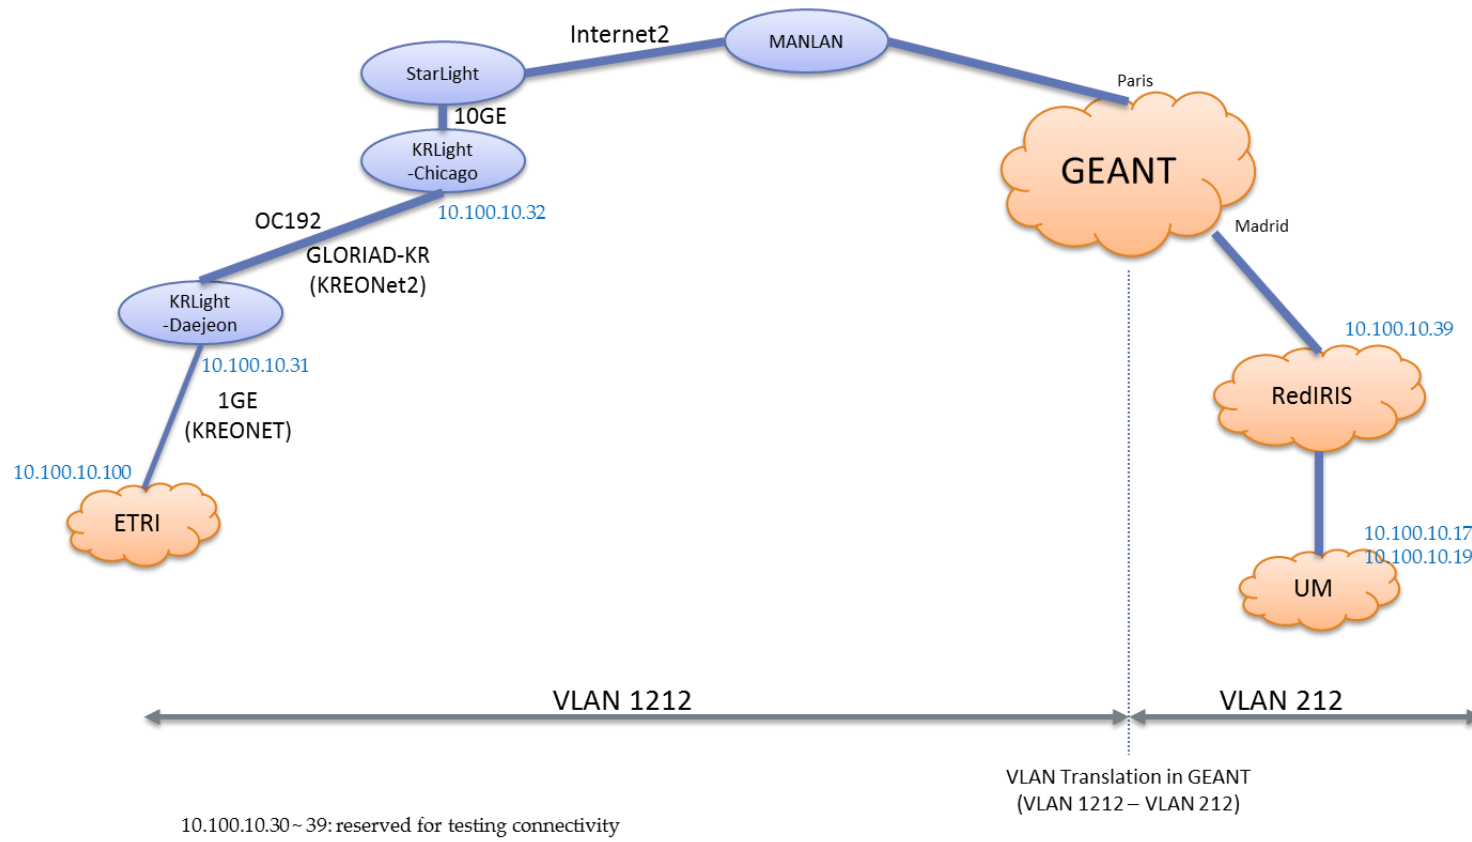 Internet2
MANLAN
StarLight
Paris
10GE
KRLight
-Chicago
GEANT
10.100.10.32
OC192
Madrid
GLORIAD-KR
(KREONet2)
KRLight
-Daejeon
10.100.10.39
10.100.10.31
RedIRIS
1GE
(KREONET)
10.100.10.100
ETRI
10.100.10.17
10.100.10.19
UM
VLAN 1212
VLAN 212
VLAN Translation in GEANT
(VLAN 1212 – VLAN 212)
10.100.10.30 ~ 39: reserved for testing connectivity